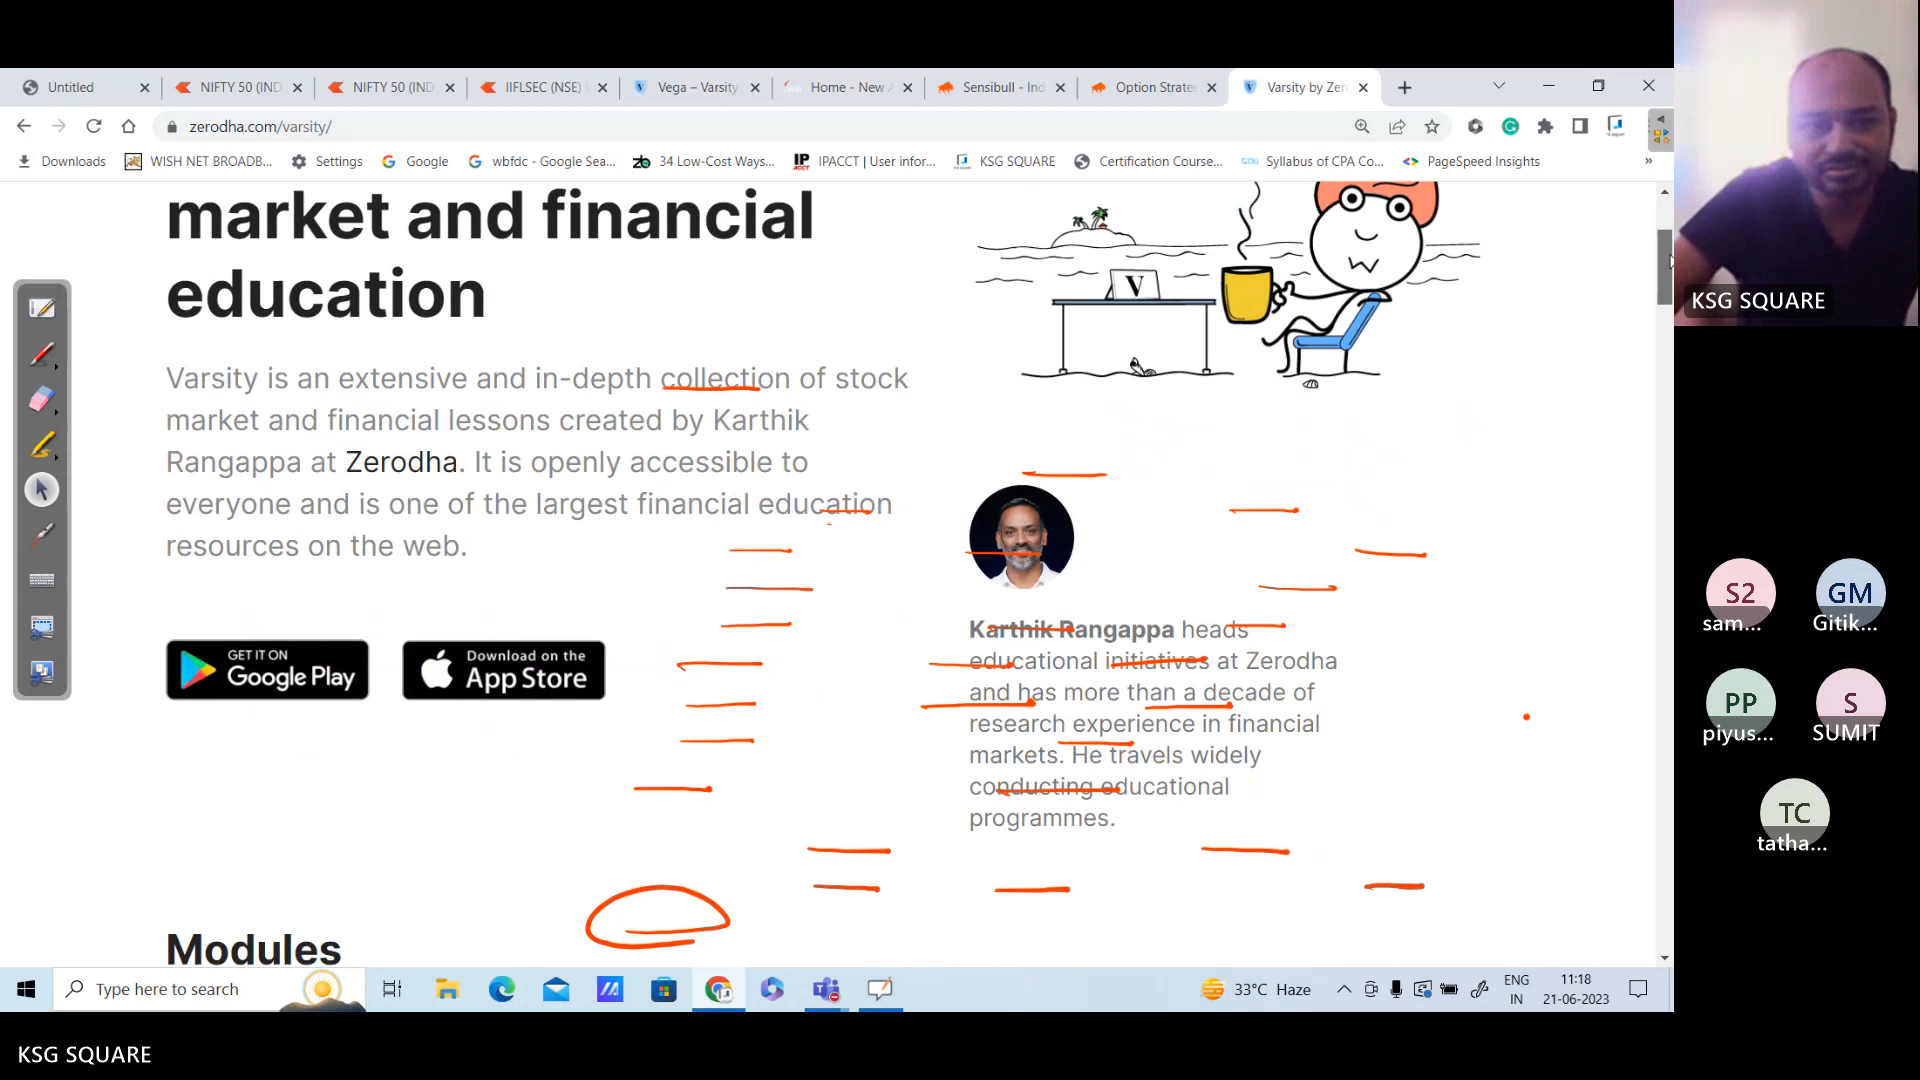 Untitled
NIFTY 50 (IND
NIFTY 50 (IND
IIFLSEC (NSE)
Vega – Varsity
Home - New
Sensibull - Ind
Option Strate
Varsity by Zer
zerodha.com/varsity/
Downloads
WISH NET BROADB...
Settings
Google
wbfdc - Google Sea...
34 Low-Cost Ways...
IPACCT | User infor...
KSG SQUARE
Certification Course...
Syllabus of CPA Co...
PageSpeed Insights
»
market and financial
education
V
Varsity is an extensive and in-depth collection of stock
market and financial lessons created by Karthik
Rangappa at Zerodha. It is openly accessible to
everyone and is one of the largest financial education
resources on the web.
GET IT ON
Google Play
Download on the
App Store
Karthik Rangappa heads
educational initiatives at Zerodha
and has more than a decade of
research experience in financial
markets. He travels widely
conducting educational
programmes.
Modules
KSG SQUARE
S2
sam...
GM
Gitik...
PP
piyus...
S
SUMIT
TC
tatha...
Type here to search
33°C Haze
ENG
IN
11:18
21-06-2023
KSG SQUARE